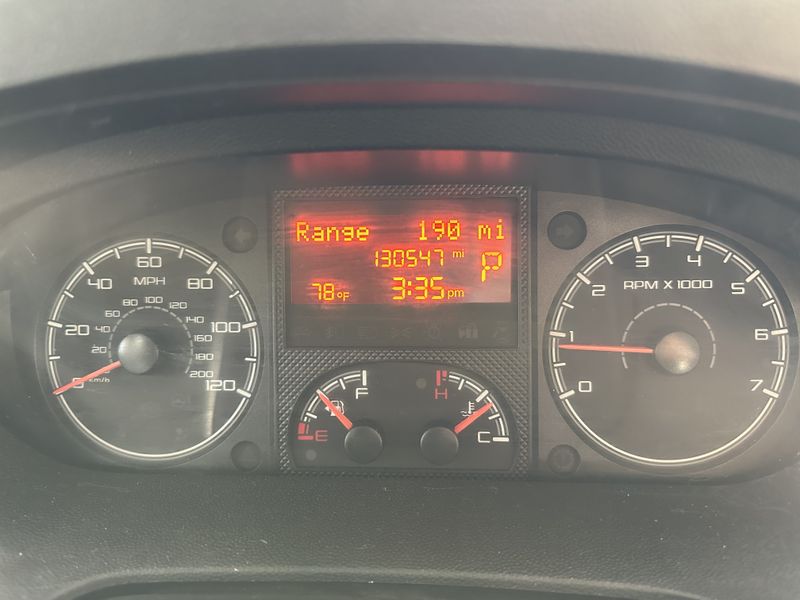 Range 190 mi
130547 mi
P
78°F 3:35 pm
MPH
0 20 40 60 80 100 120
km/h
20 40 60 80 100 120 140 160 180 200
E F
H C
RPM X 1000
0 1 2 3 4 5 6 7